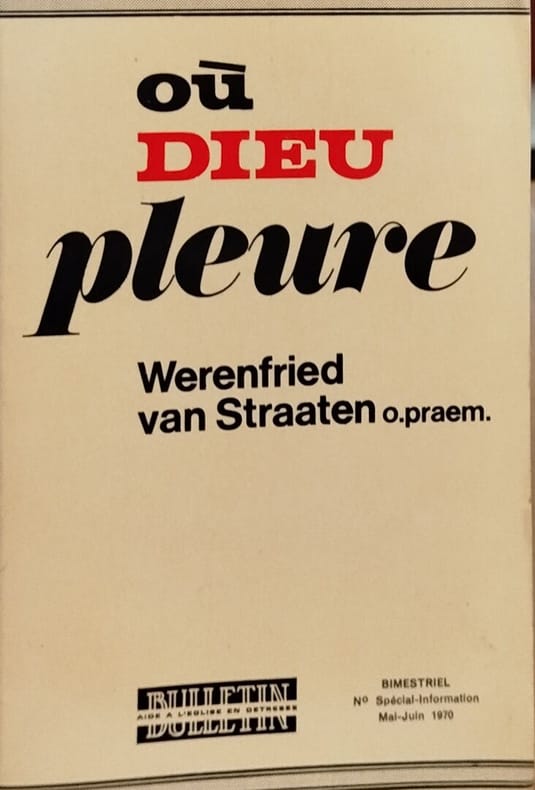 où
DIEU
pleure
Werenfried
van Straaten o.praem.
BULLETIN
AIDE A L'EGLISE EN DETRESSE
BIMESTRIEL
Nº Spécial-Information
Mai-Juin 1970